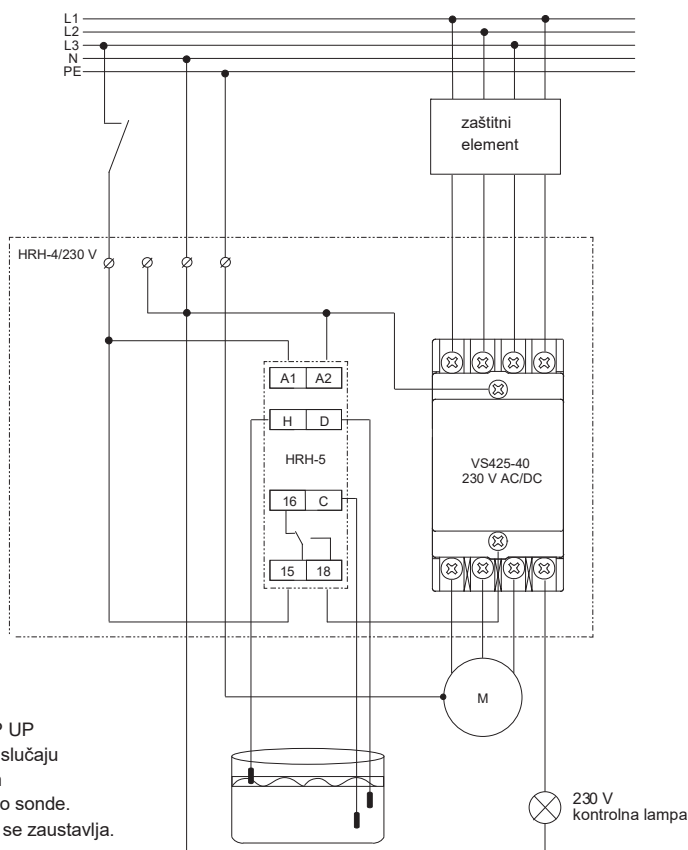 L1
L2
L3
N
PE
zaštitni
element
HRH-4/230 V
A1 A2
H D
HRH-5
16 C
15 18
VS425-40
230 V AC/DC
M
UP
slučaju
o sonde.
se zaustavlja.
230 V
kontrolna lampa